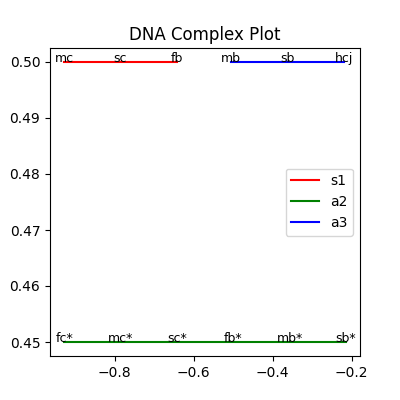 DNA Complex Plot
mc sc fb mb sb hcj
0.50
0.49
0.48
0.47
0.46
0.45
s1
a2
a3
fc* mc* sc* fb* mb* sb*
−0.8 −0.6 −0.4 −0.2